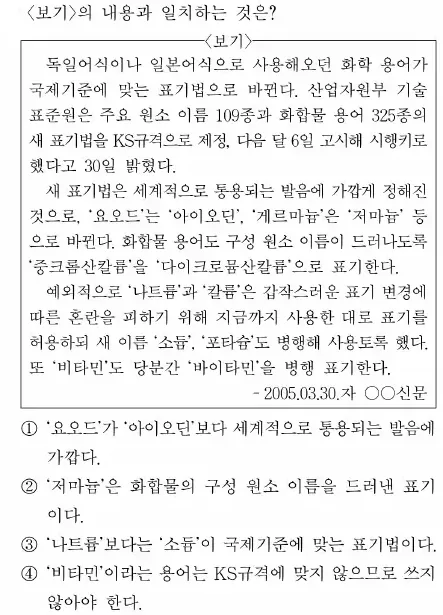 <보기>의 내용과 일치하는 것은?
<보기>
독일어식이나 일본어식으로 사용해오던 화학 용어가
국제기준에 맞는 표기법으로 바뀐다. 산업자원부 기술
표준원은 주요 원소 이름 109종과 화합물 용어 325종의
새 표기법을 KS규격으로 제정, 다음 달 6일 고시해 시행키로
했다고 30일 밝혔다.
새 표기법은 세계적으로 통용되는 발음에 가깝게 정해진
것으로, ‘요오드’는 ‘아이오딘’, ‘게르마늄’은 ‘저마늄’ 등
으로 바뀐다. 화합물 용어도 구성 원소 이름이 드러나도록
‘중크롬산칼륨’을 ‘다이크로뮴산칼륨’으로 표기한다.
예외적으로 ‘나트륨’과 ‘칼륨’은 갑작스러운 표기 변경에
따른 혼란을 피하기 위해 지금까지 사용한 대로 표기를
허용하되 새 이름 ‘소듐’, ‘포타슘’도 병행해 사용토록 했다.
또 ‘비타민’도 당분간 ‘바이타민’을 병행 표기한다.
- 2005.03.30.자 ○○신문
① ‘요오드’가 ‘아이오딘’보다 세계적으로 통용되는 발음에
가깝다.
② ‘저마늄’은 화합물의 구성 원소 이름을 드러낸 표기
이다.
③ ‘나트륨’보다는 ‘소듐’이 국제기준에 맞는 표기법이다.
④ ‘비타민’이라는 용어는 KS규격에 맞지 않으므로 쓰지
않아야 한다.